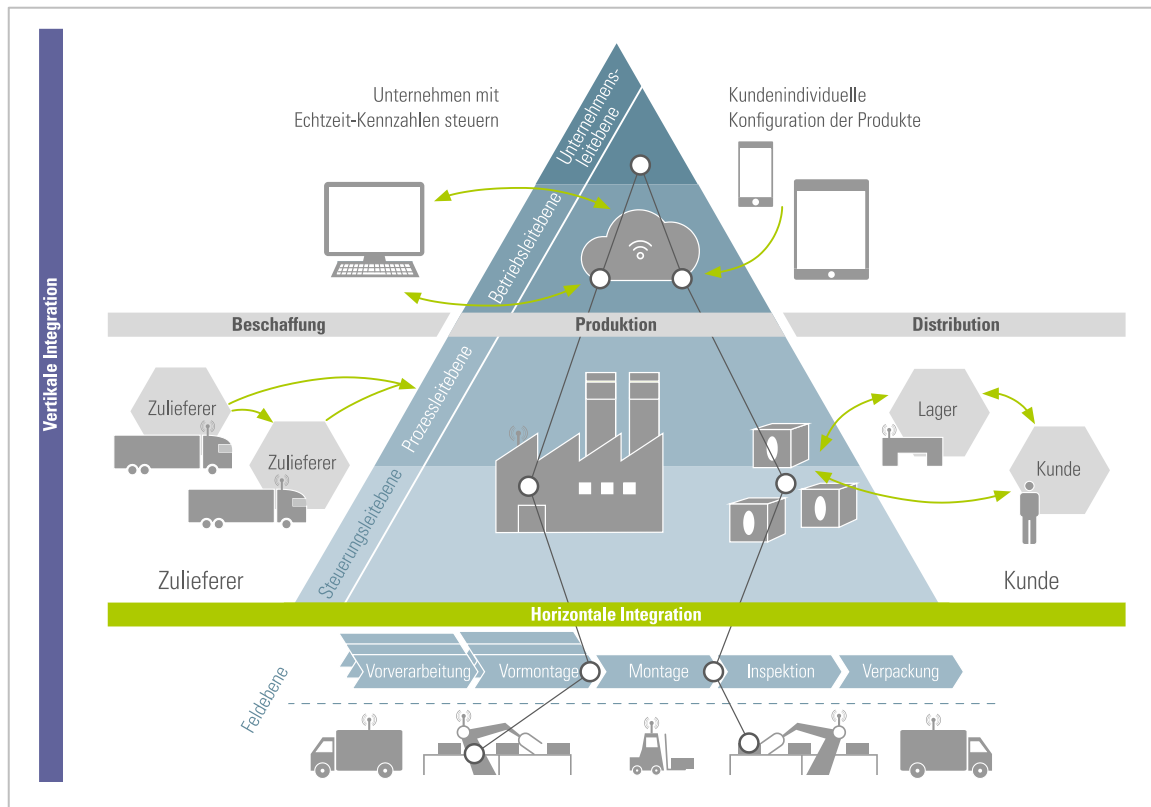 Vertikale Integration
Unternehmen mit
Echtzeit-Kennzahlen steuern
Unternehmens-
leitebene
Kundenindividuelle
Konfiguration der Produkte
Betriebsleitebene
Beschaffung
Produktion
Distribution
Prozessleitebene
Zulieferer
Zulieferer
Lager
Kunde
Steuerungsleitebene
Zulieferer
Kunde
Horizontale Integration
Feldebene
Vorverarbeitung
Vormontage
Montage
Inspektion
Verpackung